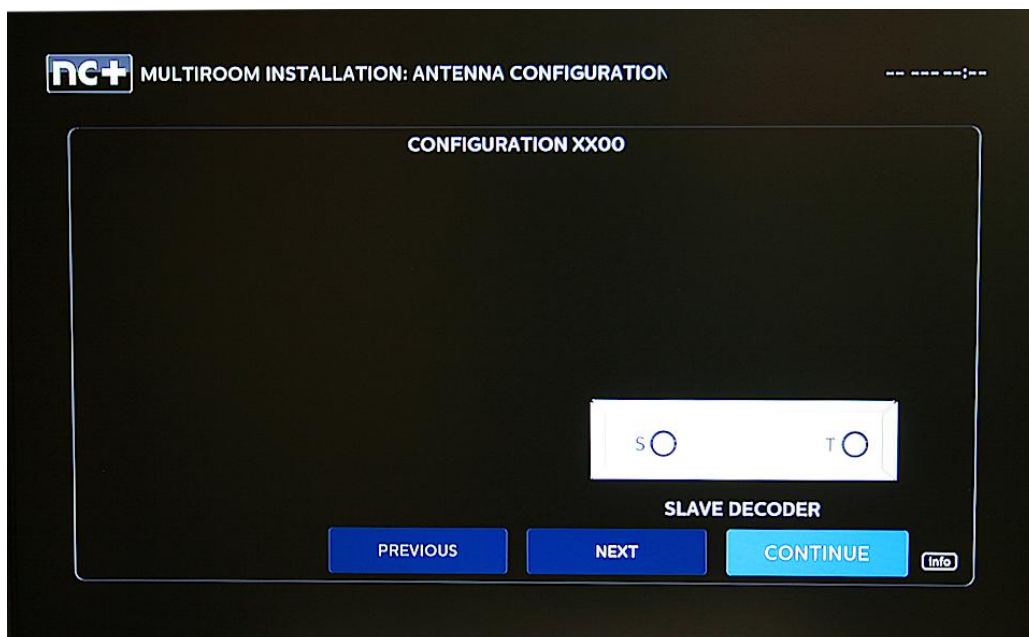 nc+ MULTIROOM INSTALLATION: ANTENNA CONFIGURATION
-- --- --:--
CONFIGURATION XX00
S T
SLAVE DECODER
PREVIOUS NEXT CONTINUE Info